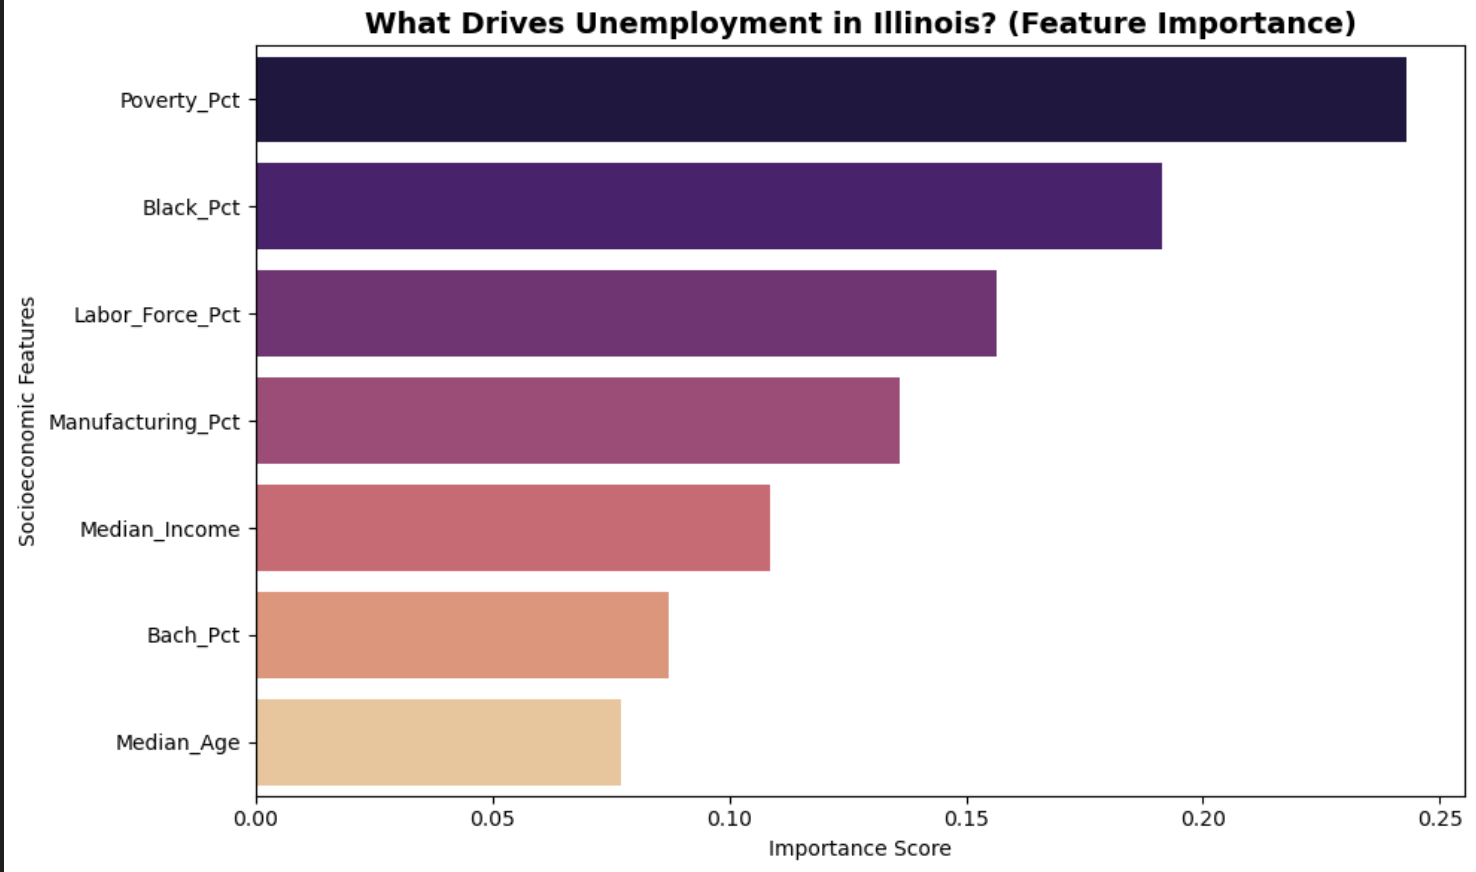 What Drives Unemployment in Illinois? (Feature Importance)
Socioeconomic Features
Poverty_Pct
Black_Pct
Labor_Force_Pct
Manufacturing_Pct
Median_Income
Bach_Pct
Median_Age
0.00 0.05 0.10 0.15 0.20 0.25
Importance Score